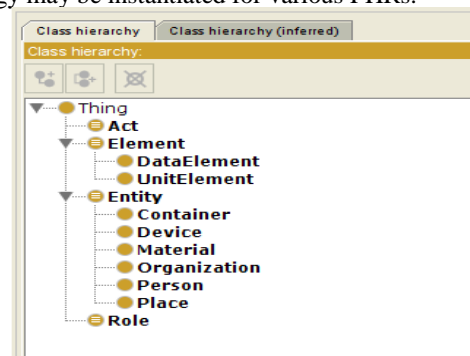 gy may be instantiated for various PHRs.
Class hierarchy Class hierarchy (inferred)
Class hierarchy:
Thing
Act
Element
DataElement
UnitElement
Entity
Container
Device
Material
Organization
Person
Place
Role